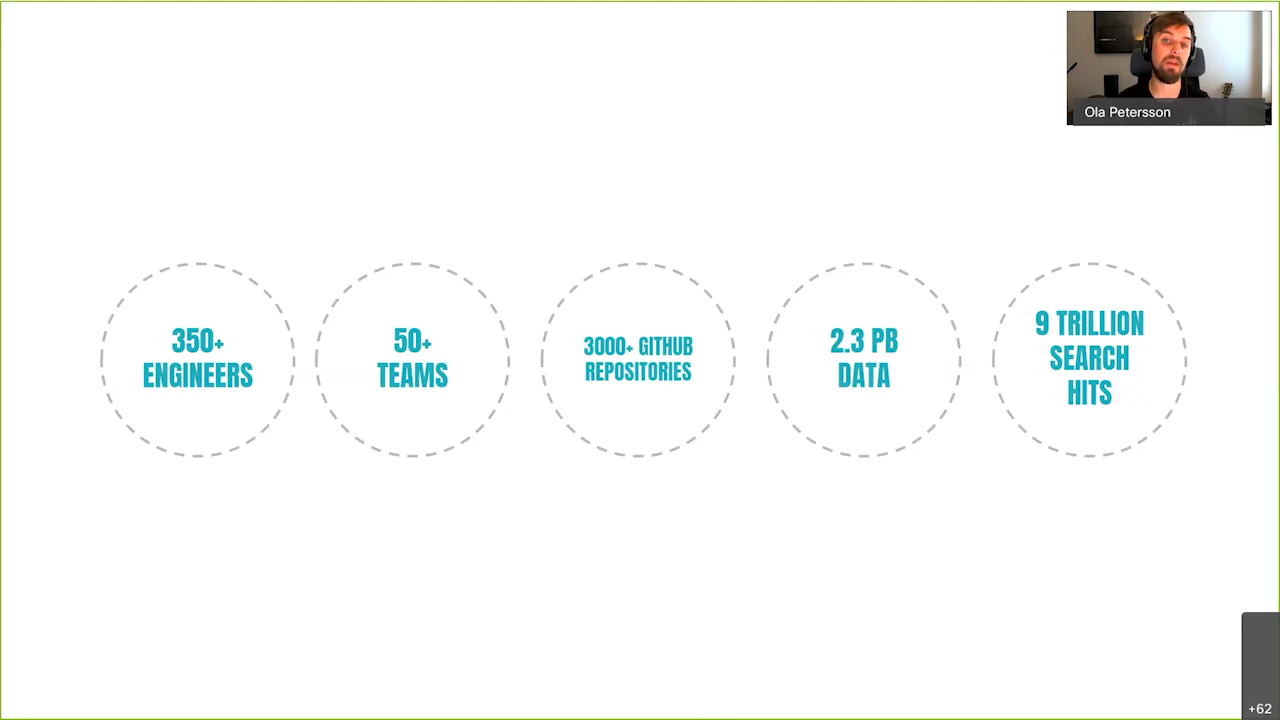 Ola Petersson
350+
ENGINEERS
50+
TEAMS
3000+ GITHUB
REPOSITORIES
2.3 PB
DATA
9 TRILLION
SEARCH
HITS
+62